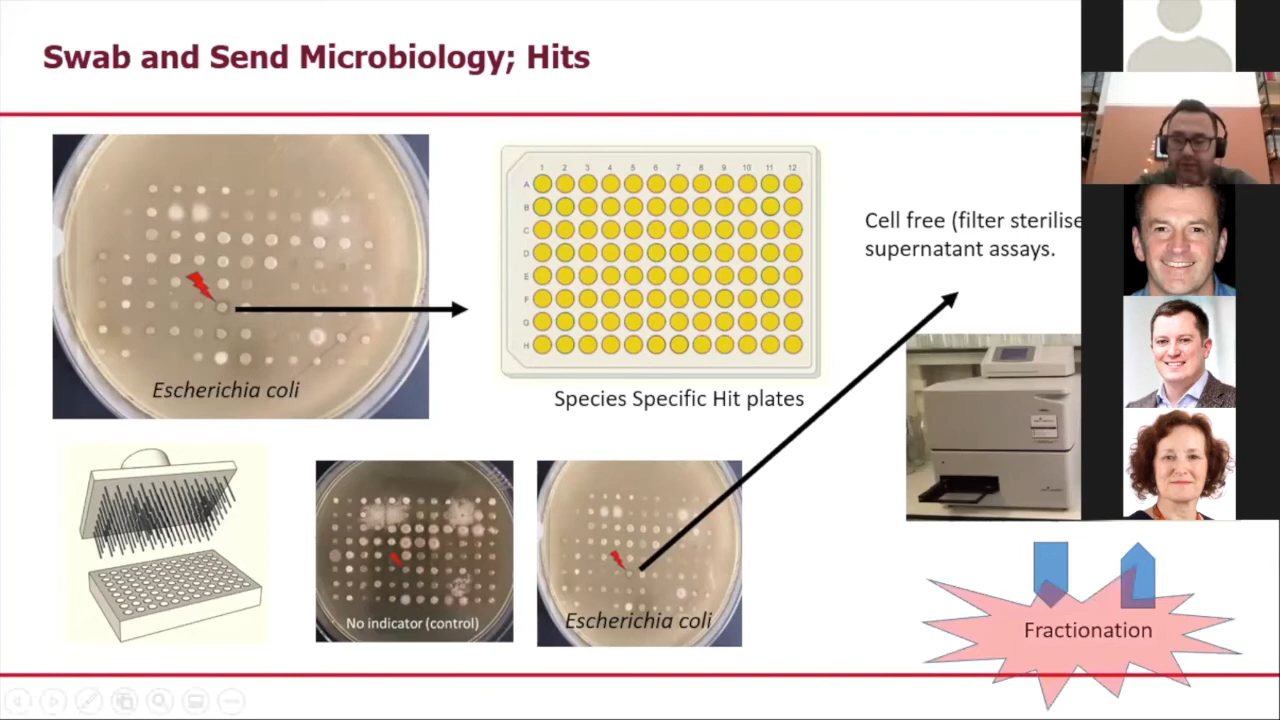 Swab and Send Microbiology; Hits
1 2 3 4 5 6 7 8 9 10 11 12
A
B
C
D
E
F
G
H
Escherichia coli
Species Specific Hit plates
Cell free (filter sterilise
supernatant assays.
No indicator (control)
Escherichia coli
Fractionation